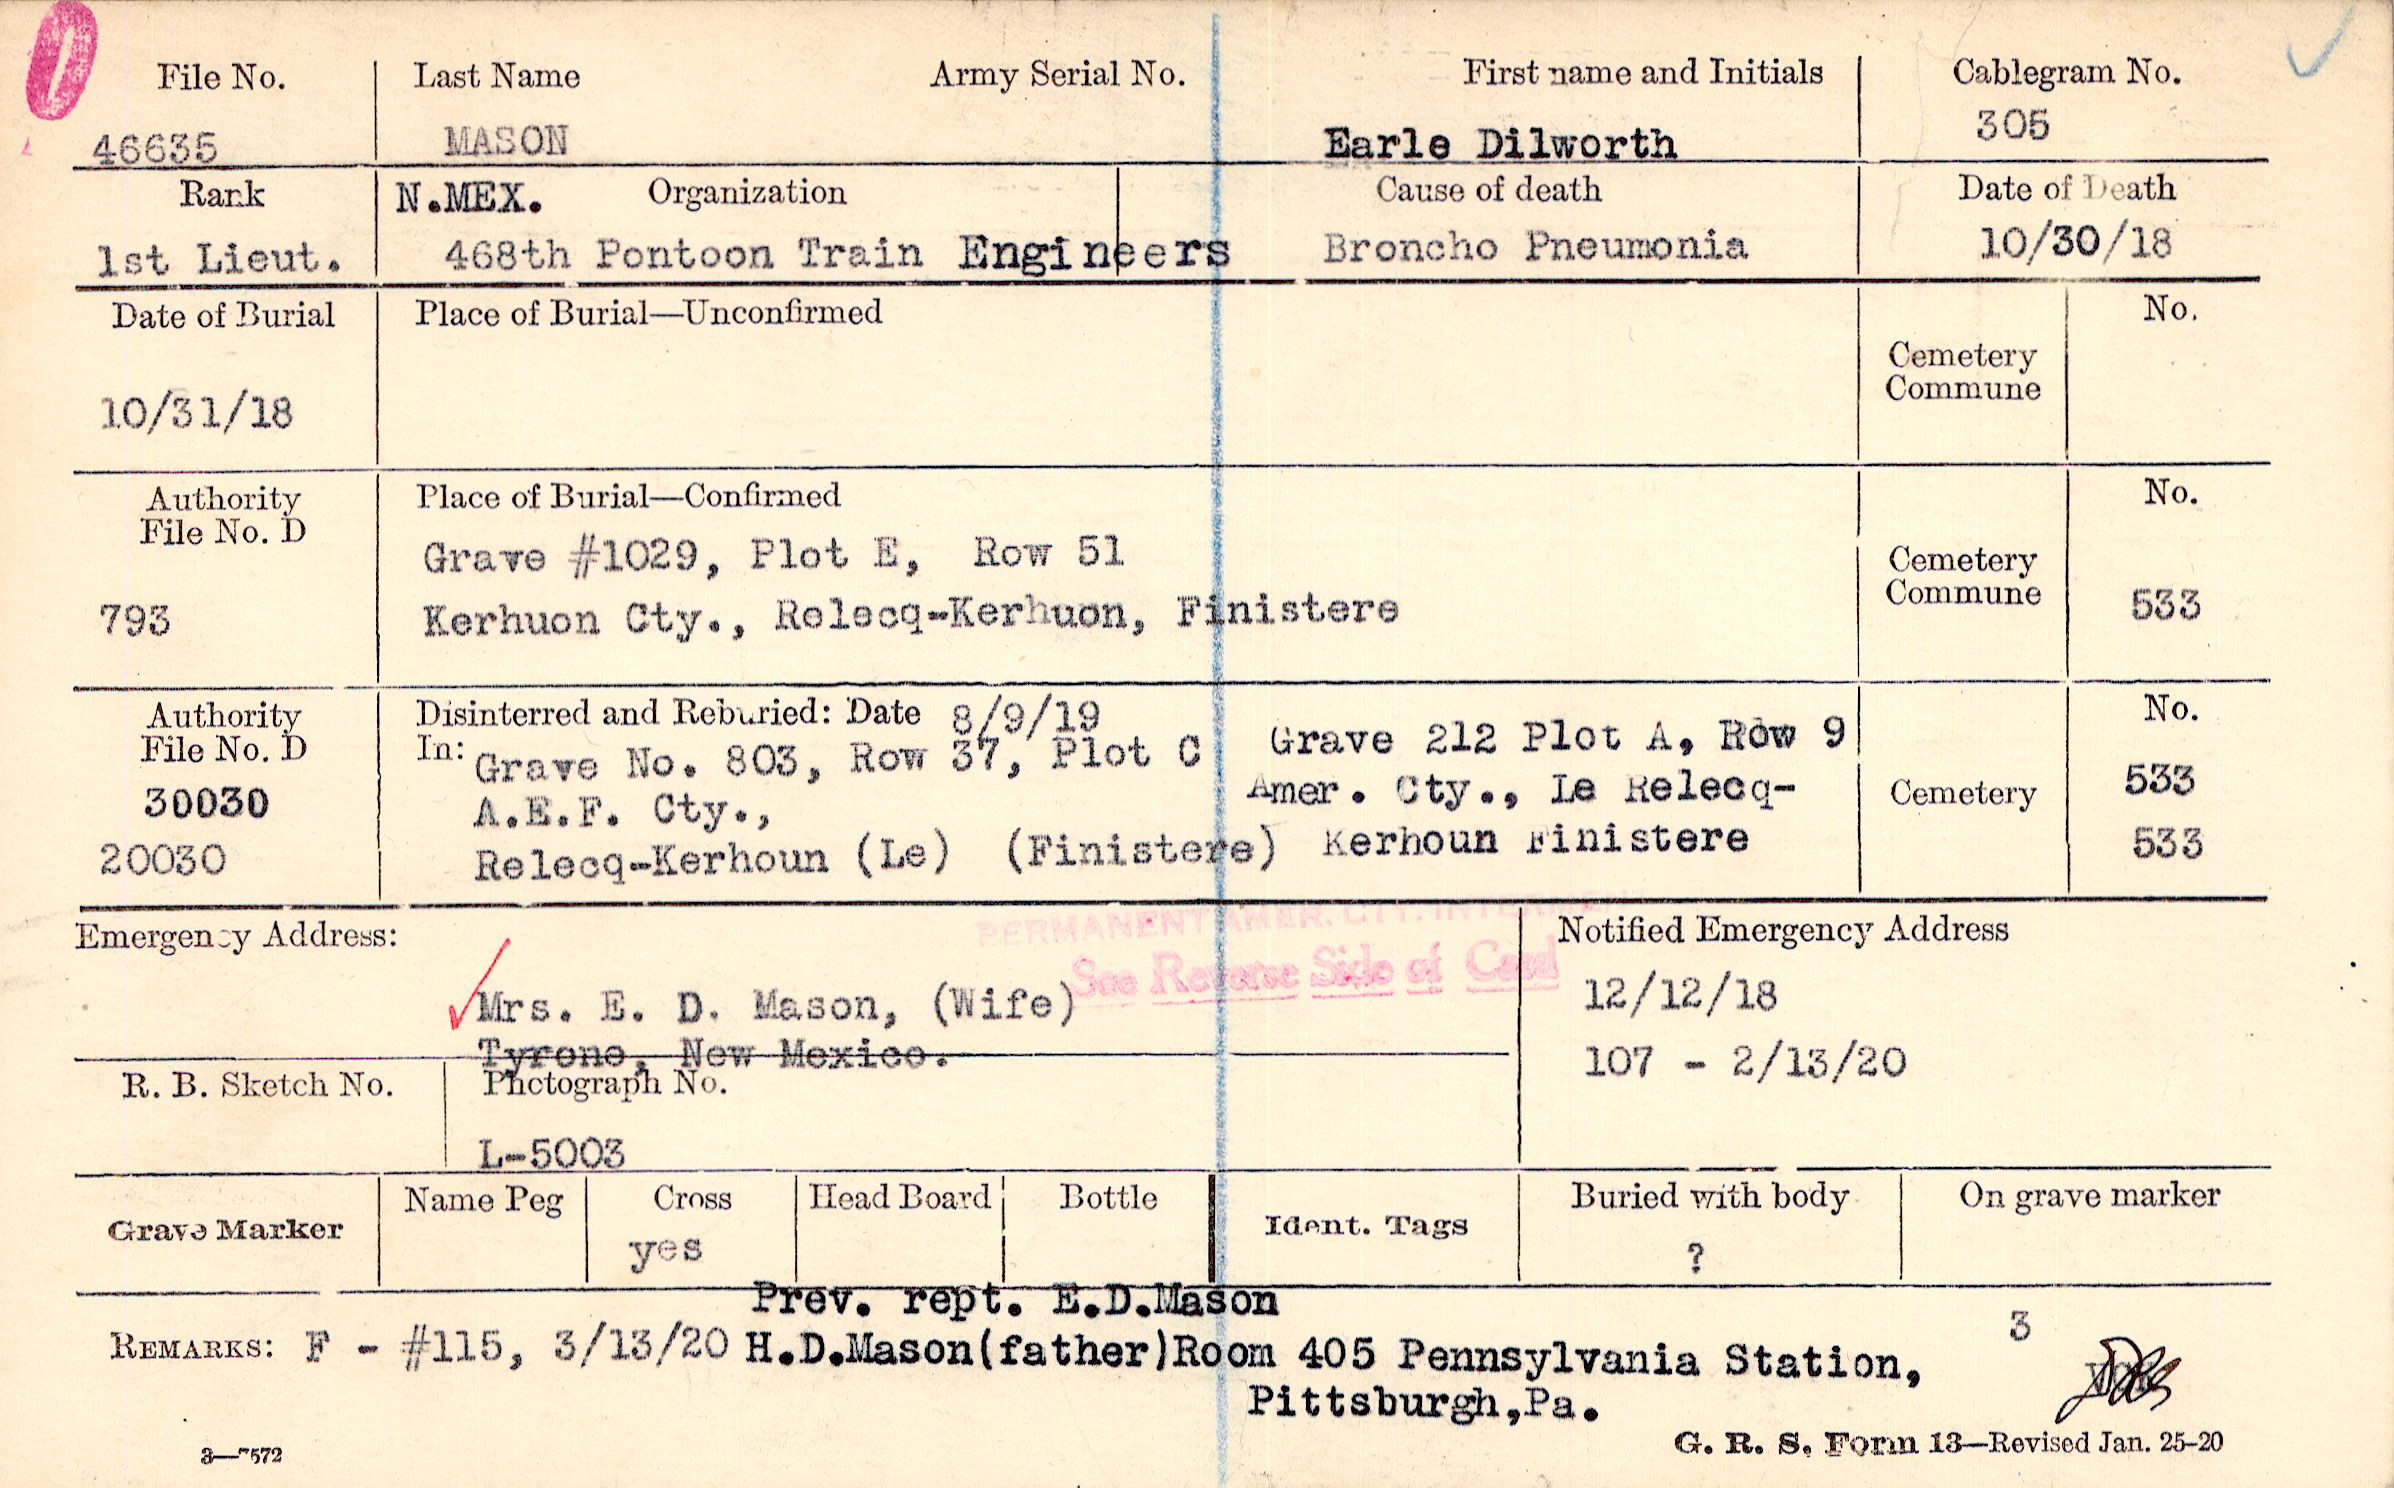 File No. Last Name Army Serial No. First name and Initials Cablegram No.
46635 MASON Earle Dilworth 305
Rank N.MEX. Organization Cause of death Date of Death
1st Lieut. 468th Pontoon Train Engineers Broncho Pneumonia 10/30/18
Date of Burial Place of Burial—Unconfirmed No.
Cemetery
Commune
10/31/18
Authority Place of Burial—Confirmed No.
File No. D
Grave #1029, Plot E, Row 51
Cemetery
Commune
793 Kerhuon Cty., Relecq-Kerhuon, Finistere 533
Authority Disinterred and Reburied: Date 8/9/19 No.
File No. D In: Grave No. 803, Row 37, Plot C Grave 212 Plot A, Row 9
30030 A.E.F. Cty., Amer. Cty., Le Relecq- Cemetery 533
20030 Relecq-Kerhoun (Le) (Finistere) Kerhoun Finistere 533
PERMANENT AMER. CTY. INTERMENT
See Reverse Side of Card
Emergency Address: Notified Emergency Address
Mrs. E. D. Mason, (Wife) 12/12/18
Tyrone, New Mexico. 107 - 2/13/20
R. B. Sketch No. Photograph No.
L-5003
Grave Marker Name Peg Cross Head Board Bottle Ident. Tags Buried with body On grave marker
yes ?
Prev. rept. E.D.Mason 3
REMARKS: F - #115, 3/13/20 H.D.Mason(father)Room 405 Pennsylvania Station,
Pittsburgh,Pa.
3—7572 G. R. S. Form 13—Revised Jan. 25-20